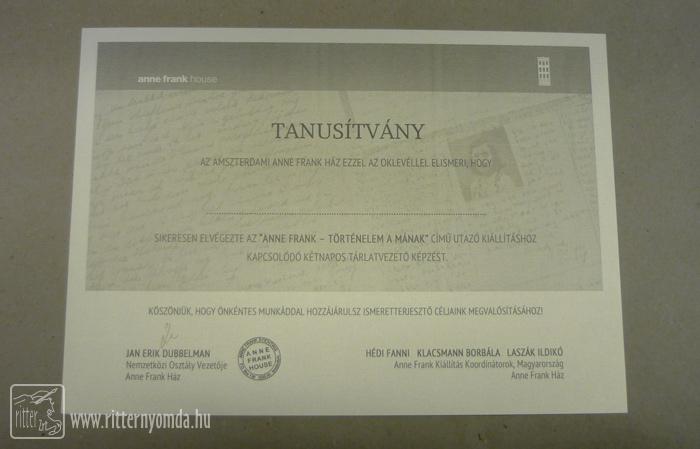 anne frank house
TANUSÍTVÁNY
AZ AMSZTERDAMI ANNE FRANK HÁZ EZZEL AZ OKLEVÉLLEL ELISMERI, HOGY
SIKERESEN ELVÉGEZTE AZ "ANNE FRANK – TÖRTÉNELEM A MÁNAK" CÍMŰ UTAZÓ KIÁLLÍTÁSHOZ
KAPCSOLÓDÓ KÉTNAPOS TÁRLATVEZETŐ KÉPZÉST.
KÖSZÖNJÜK, HOGY ÖNKÉNTES MUNKÁDDAL HOZZÁJÁRULSZ ISMERETTERJESZTŐ CÉLJAINK MEGVALÓSÍTÁSÁHOZ!
JAN ERIK DUBBELMAN
Nemzetközi Osztály Vezetője
Anne Frank Ház
ANNE
FRANK
HOUSE
HÉDI FANNI KLACSMANN BORBÁLA LASZÁK ILDIKÓ
Anne Frank Kiállítás Koordinátorok, Magyarország
Anne Frank Ház
ritter
www.ritternyomda.hu